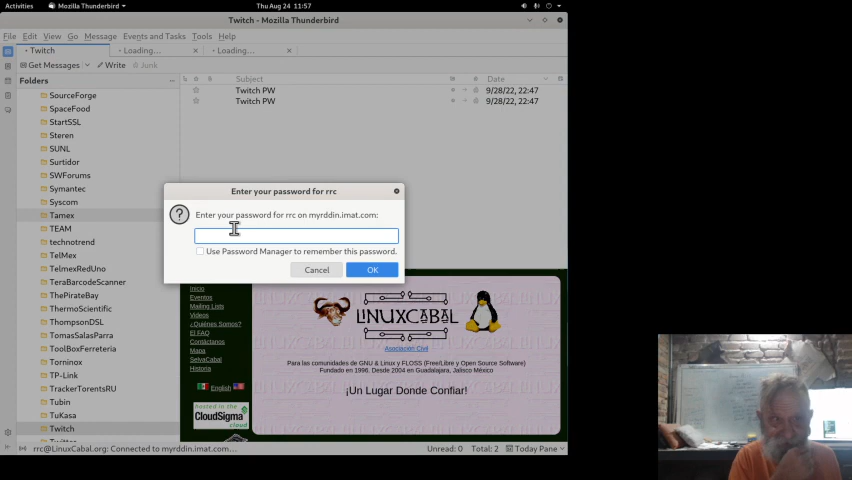 Activities
Mozilla Thunderbird
Thu Aug 24 11:57
Twitch - Mozilla Thunderbird
File Edit View Go Message Events and Tasks Tools Help
Twitch
Loading...
Loading...
Get Messages
Write
Junk
Folders
Subject
Date
SourceForge
Twitch PW 9/28/22, 22:47
SpaceFood
Twitch PW 9/28/22, 22:47
StartSSL
Steren
SUNL
Surtidor
SWForums
Symantec
Syscom
Tamex
TEAM
technotrend
TelMex
TelmexRedUno
TeraBarcodeScanner
ThePirateBay
ThermoScientific
ThompsonDSL
TomasSalasParra
ToolBoxFerreteria
Torninox
TP-Link
TrackerTorentsRU
Tubin
TuKasa
Twitch
Enter your password for rrc
Enter your password for rrc on myrddin.imat.com:
Use Password Manager to remember this password.
Cancel
OK
Inicio
Eventos
Mailing Lists
Videos
¿Quiénes Somos?
El FAQ
Contáctanos
Mapa
SelvaCabal
Historia
English
hosted in the
CloudSigma
cloud
LINUXCABAL
Asociación Civil
Para las comunidades de GNU & Linux y FLOSS (Free/Libre y Open Source Software)
Fundado en 1996. Desde 2004 en Guadalajara, Jalisco México
¡Un Lugar Donde Confiar!
rrc@LinuxCabal.org: Connected to myrddin.imat.com...
Unread: 0
Total: 2
Today Pane